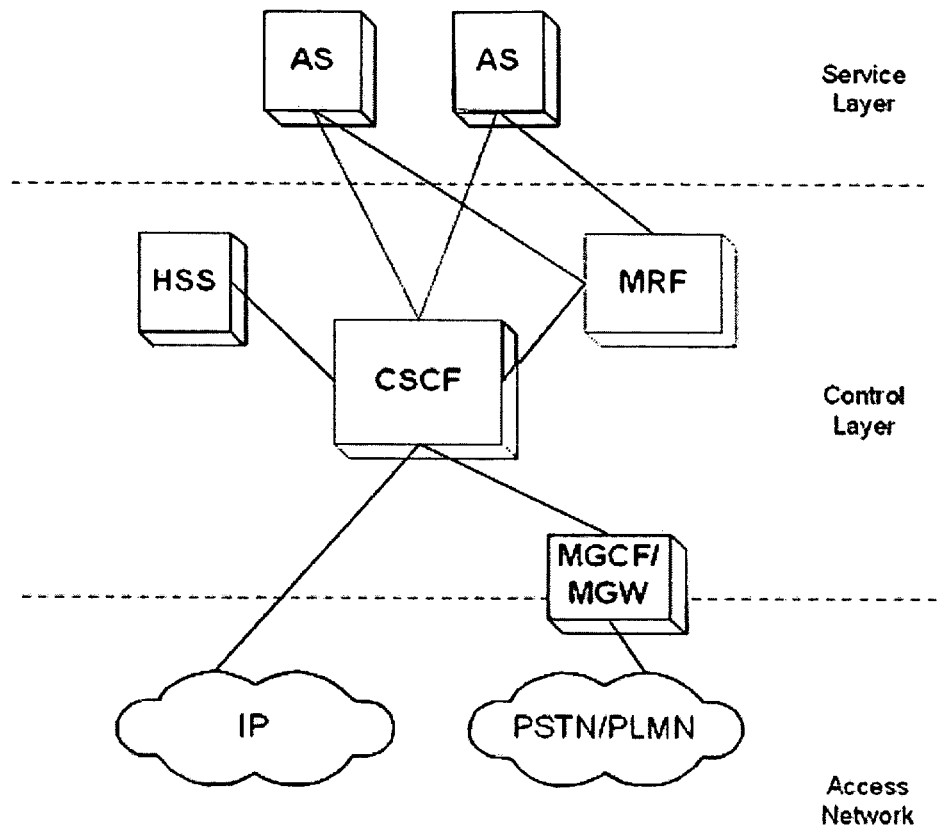 AS
AS
Service
Layer
HSS
MRF
CSCF
Control
Layer
MGCF/
MGW
IP
PSTN/PLMN
Access
Network